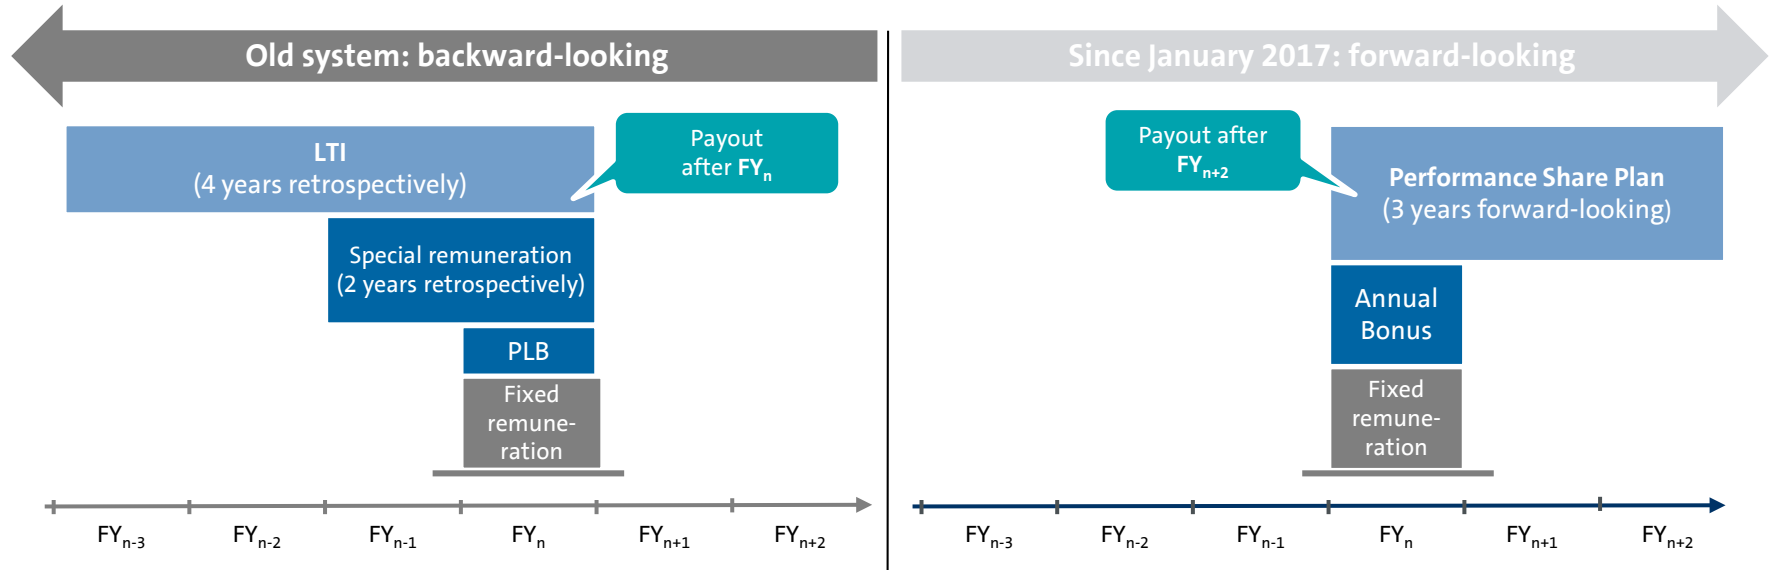 Old system: backward-looking
LTI
(4 years retrospectively)
Payout
after FYn
Special remuneration
(2 years retrospectively)
PLB
Fixed
remune-
ration
FYn-3 FYn-2 FYn-1 FYn FYn+1 FYn+2
Since January 2017: forward-looking
Payout after
FYn+2
Performance Share Plan
(3 years forward-looking)
Annual
Bonus
Fixed
remune-
ration
FYn-3 FYn-2 FYn-1 FYn FYn+1 FYn+2